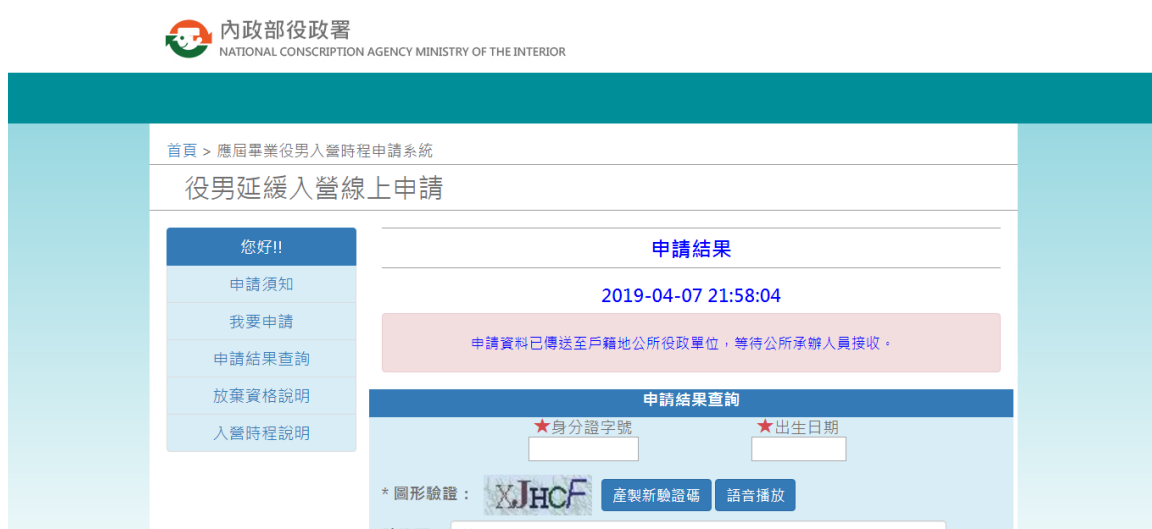 內政部役政署
NATIONAL CONSCRIPTION AGENCY MINISTRY OF THE INTERIOR
首頁 > 應屆畢業役男入營時程申請系統
役男延緩入營線上申請
您好!!
申請須知
我要申請
申請結果查詢
放棄資格說明
入營時程說明
申請結果
2019-04-07 21:58:04
申請資料已傳送至戶籍地公所役政單位，等待公所承辦人員接收。
申請結果查詢
★身分證字號 ★出生日期
* 圖形驗證： XJHCF 產製新驗證碼 語音播放